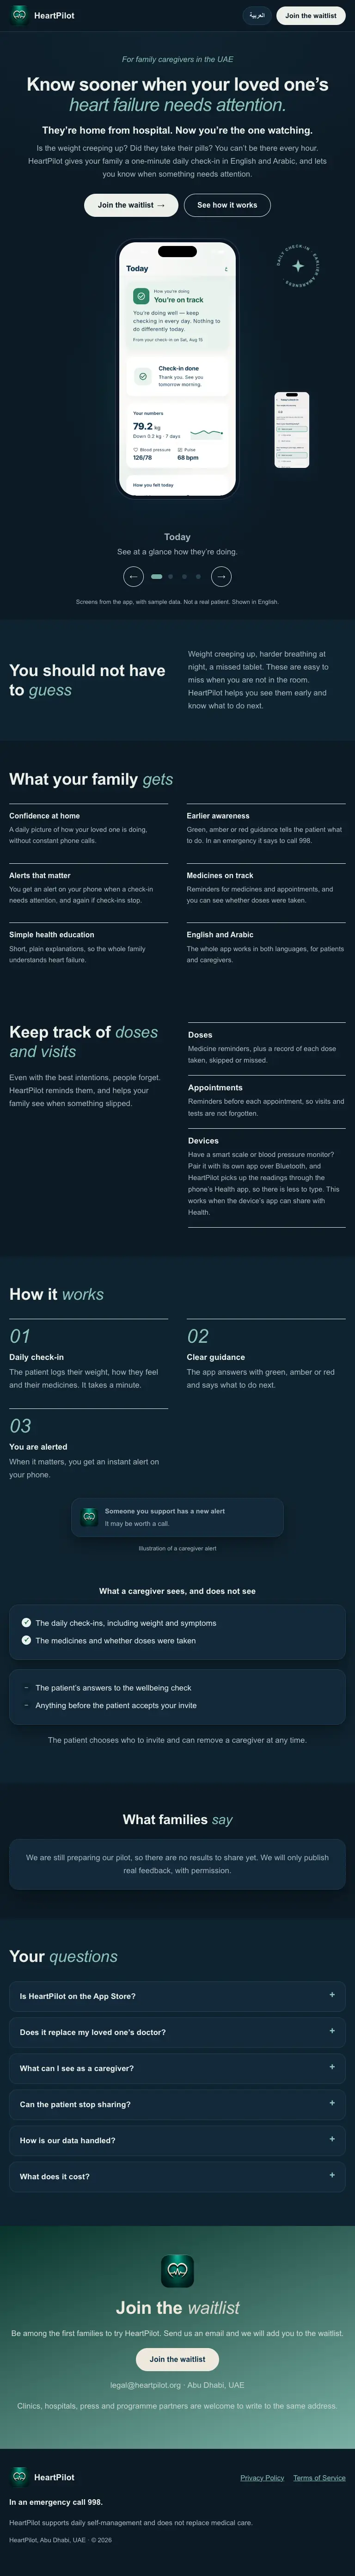 HeartPilot
العربية
Join the waitlist
For family caregivers in the UAE
Know sooner when your loved one's
heart failure needs attention.
They're home from hospital. Now you're the one watching.
Is the weight creeping up? Did they take their pills? You can't be there every hour.
HeartPilot gives your family a one-minute daily check-in in English and Arabic, and lets
you know when something needs attention.
Join the waitlist →
See how it works
DAILY CHECK-IN · EARLIER AWARENESS ·
Today
How you're doing
You're on track
You're doing well — keep
checking in every day. Nothing to
do differently today.
From your check-in on Sat, Aug 15
Check-in done
Thank you. See you
tomorrow morning.
Your numbers
79.2 kg
Down 0.2 kg · 7 days
Blood pressure
Pulse
126/78
68 bpm
How you felt today
Today
See at a glance how they're doing.
← →
Screens from the app, with sample data. Not a real patient. Shown in English.
You should not have
to guess
Weight creeping up, harder breathing at
night, a missed tablet. These are easy to
miss when you are not in the room.
HeartPilot helps you see them early and
know what to do next.
What your family gets
Confidence at home
A daily picture of how your loved one is doing,
without constant phone calls.
Earlier awareness
Green, amber or red guidance tells the patient what
to do. In an emergency it says to call 998.
Alerts that matter
You get an alert on your phone when a check-in
needs attention, and again if check-ins stop.
Medicines on track
Reminders for medicines and appointments, and
you can see whether doses were taken.
Simple health education
Short, plain explanations, so the whole family
understands heart failure.
English and Arabic
The whole app works in both languages, for patients
and caregivers.
Keep track of doses
and visits
Even with the best intentions, people forget.
HeartPilot reminds them, and helps your
family see when something slipped.
Doses
Medicine reminders, plus a record of each dose
taken, skipped or missed.
Appointments
Reminders before each appointment, so visits and
tests are not forgotten.
Devices
Have a smart scale or blood pressure monitor?
Pair it with its own app over Bluetooth, and
HeartPilot picks up the readings through the
phone's Health app, so there is less to type. This
works when the device's app can share with
Health.
How it works
01
Daily check-in
The patient logs their weight, how they feel
and their medicines. It takes a minute.
02
Clear guidance
The app answers with green, amber or red
and says what to do next.
03
You are alerted
When it matters, you get an instant alert on
your phone.
Someone you support has a new alert
It may be worth a call.
Illustration of a caregiver alert
What a caregiver sees, and does not see
The daily check-ins, including weight and symptoms
The medicines and whether doses were taken
The patient's answers to the wellbeing check
Anything before the patient accepts your invite
The patient chooses who to invite and can remove a caregiver at any time.
What families say
We are still preparing our pilot, so there are no results to share yet. We will only publish
real feedback, with permission.
Your questions
Is HeartPilot on the App Store? +
Does it replace my loved one's doctor? +
What can I see as a caregiver? +
Can the patient stop sharing? +
How is our data handled? +
What does it cost? +
Join the waitlist
Be among the first families to try HeartPilot. Send us an email and we will add you to the waitlist.
Join the waitlist
legal@heartpilot.org · Abu Dhabi, UAE
Clinics, hospitals, press and programme partners are welcome to write to the same address.
HeartPilot
Privacy Policy
Terms of Service
In an emergency call 998.
HeartPilot supports daily self-management and does not replace medical care.
HeartPilot, Abu Dhabi, UAE · © 2026